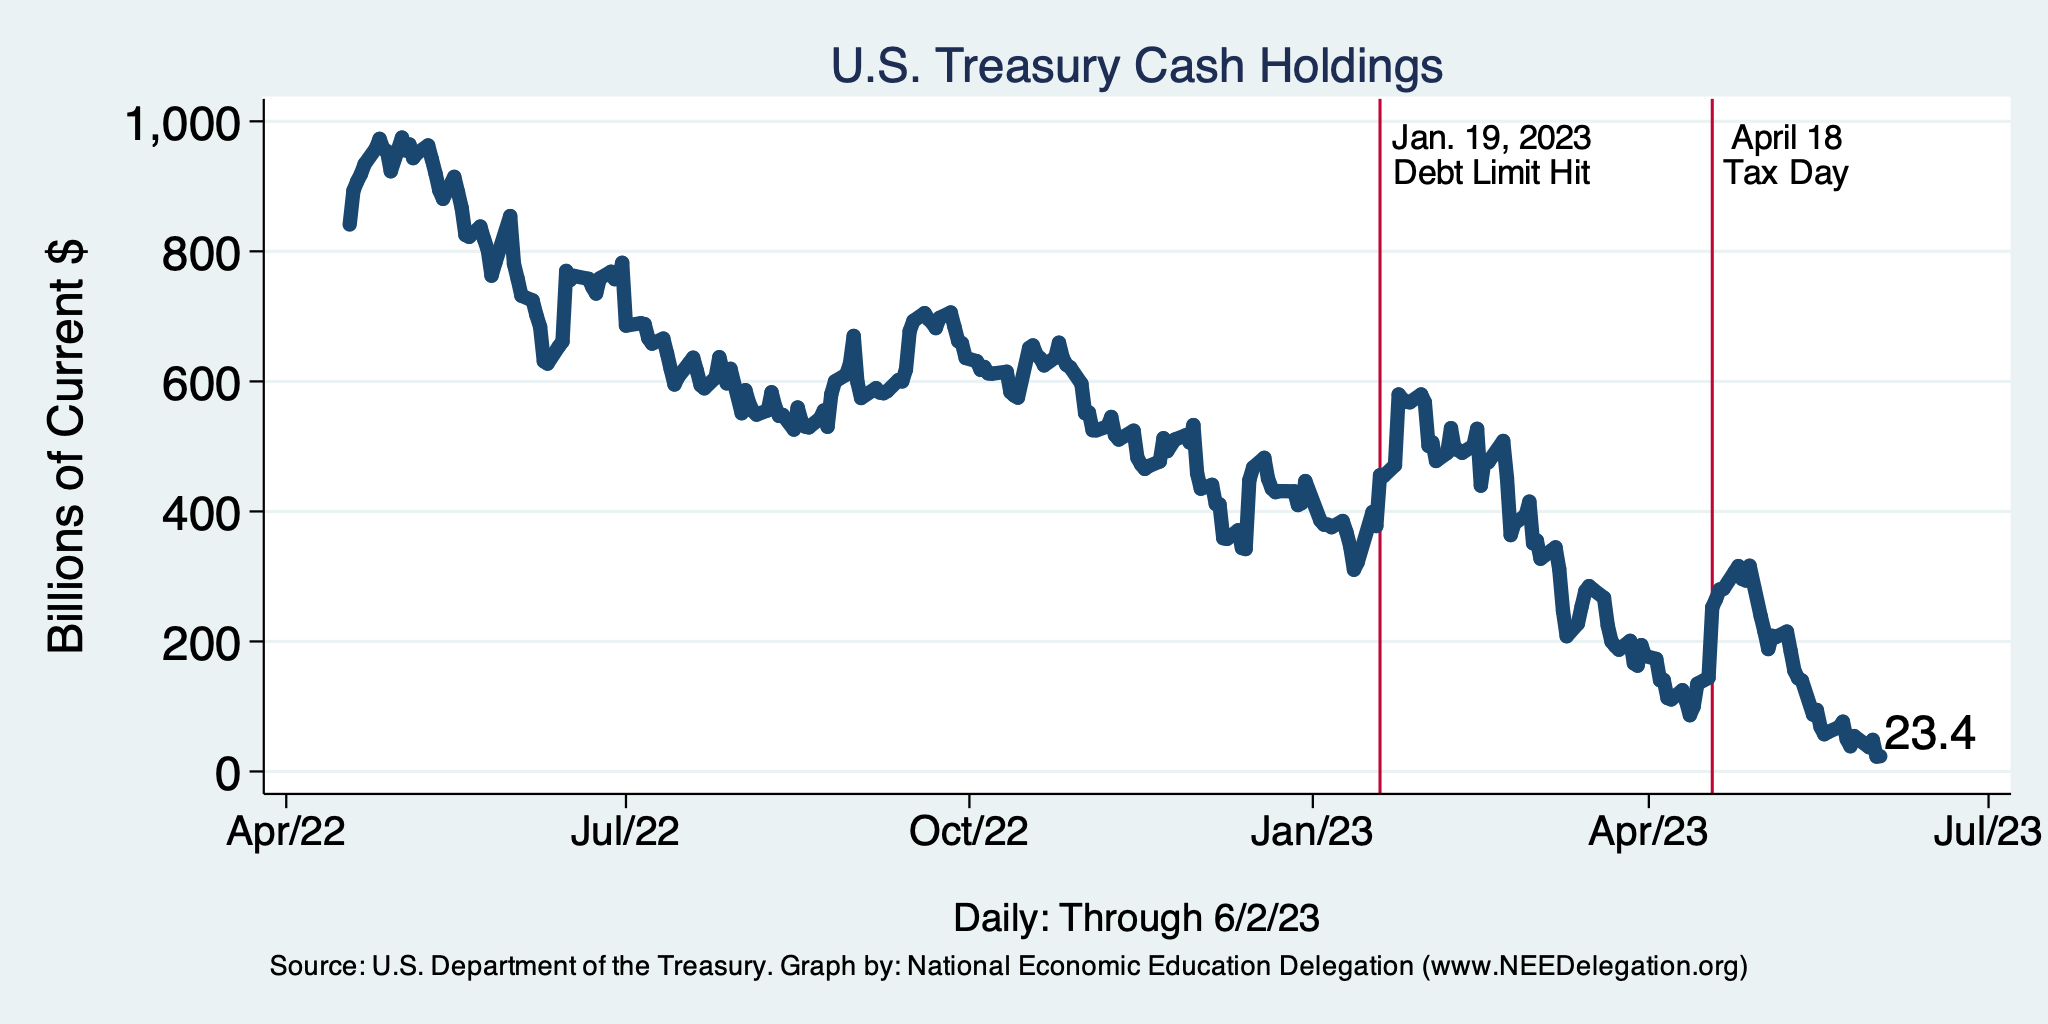 U.S. Treasury Cash Holdings
Billions of Current $
1,000
800
600
400
200
0
Jan. 19, 2023
Debt Limit Hit
April 18
Tax Day
23.4
Apr/22
Jul/22
Oct/22
Jan/23
Apr/23
Jul/23
Daily: Through 6/2/23
Source: U.S. Department of the Treasury. Graph by: National Economic Education Delegation (www.NEEDelegation.org)